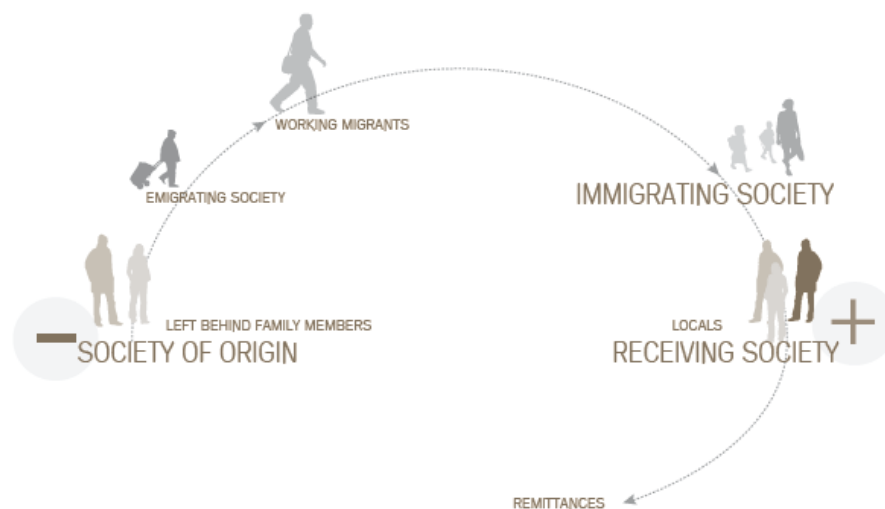 WORKING MIGRANTS
EMIGRATING SOCIETY
IMMIGRATING SOCIETY
LEFT BEHIND FAMILY MEMBERS
SOCIETY OF ORIGIN
LOCALS
RECEIVING SOCIETY
REMITTANCES